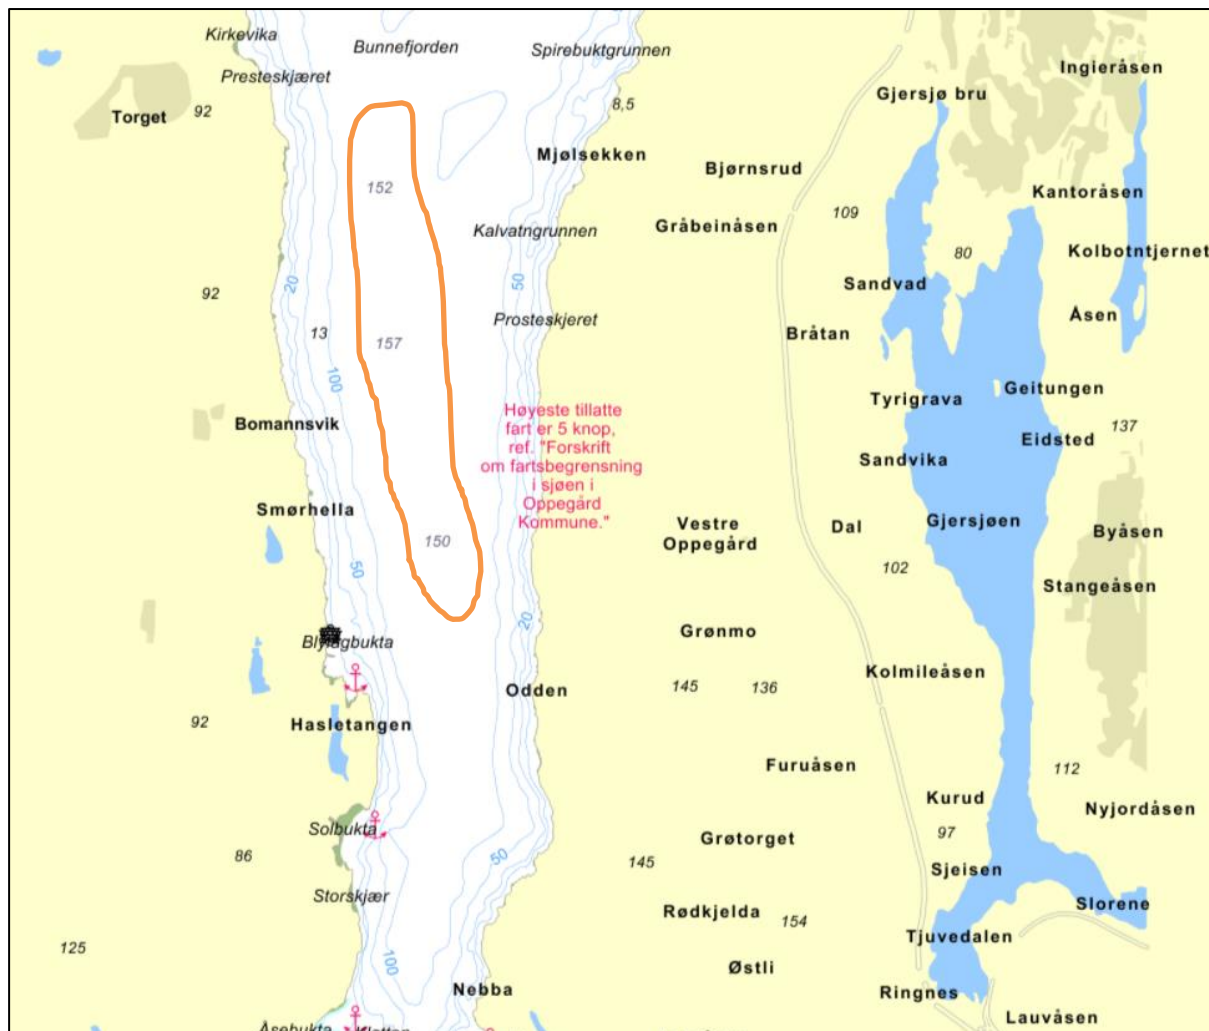 Kirkevika
Bunnefjorden
Spirebuktgrunnen
Ingieråsen
Presteskjæret
Gjersjø bru
Torget
92
8,5
Mjølsekken
Bjørnsrud
152
Kantoråsen
109
Gråbeinåsen
Kalvatngrunnen
80
Kolbotntjernet
20
50
Sandvad
92
Prosteskjeret
Åsen
13
157
Bråtan
100
Geitungen
Tyrigrava
Høyeste tillatte
fart er 5 knop,
ref. "Forskrift
om fartsbegrensning
i sjøen i
Oppegård
Kommune."
Bomannsvik
137
Eidsted
Sandvika
Smørhella
Vestre
Oppegård
Dal
Gjersjøen
Byåsen
150
50
102
Stangeåsen
20
Grønmo
Blylagbukta
Kolmileåsen
Odden
145
136
92
Hasletangen
Furuåsen
112
Kurud
Nyjordåsen
Solbukta
Grøtorget
97
86
50
145
Sjeisen
Storskjær
Slorene
Rødkjelda
154
Tjuvedalen
125
100
Østli
Nebba
Ringnes
Lauvåsen
Åsebukta